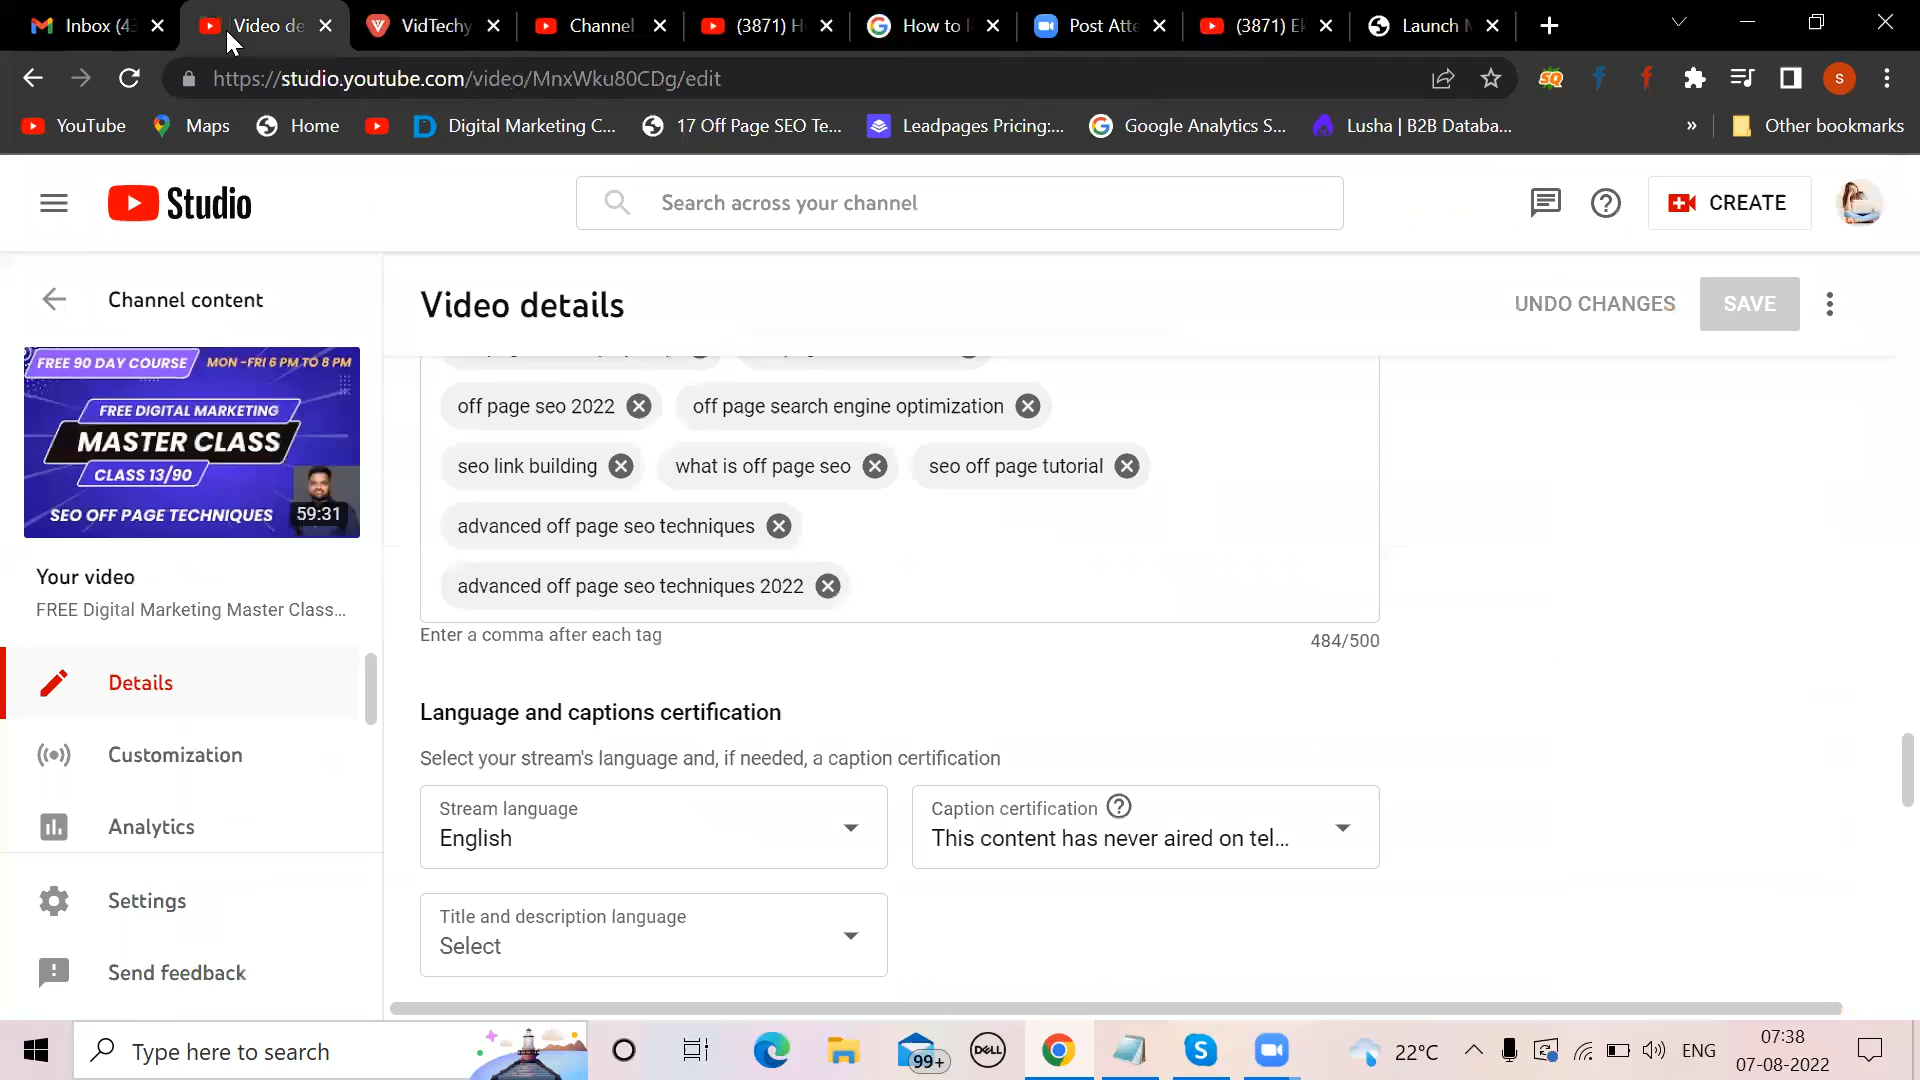 Inbox (43
Video de
VidTechy
Channel
(3871) H
How to
Post Atte
(3871) Ek
Launch M
https://studio.youtube.com/video/MnxWku80CDg/edit
SQ
f
f
s
YouTube
Maps
Home
Digital Marketing C...
17 Off Page SEO Te...
Leadpages Pricing:...
Google Analytics S...
Lusha | B2B Databa...
»
Other bookmarks
Studio
Search across your channel
CREATE
Channel content
Video details
UNDO CHANGES
SAVE
FREE 90 DAY COURSE
MON -FRI 6 PM TO 8 PM
FREE DIGITAL MARKETING
MASTER CLASS
CLASS 13/90
SEO OFF PAGE TECHNIQUES
59:31
off page seo 2022
off page search engine optimization
seo link building
what is off page seo
seo off page tutorial
advanced off page seo techniques
advanced off page seo techniques 2022
Enter a comma after each tag
484/500
Your video
FREE Digital Marketing Master Class...
Details
Customization
Analytics
Settings
Send feedback
Language and captions certification
Select your stream's language and, if needed, a caption certification
Stream language
English
Caption certification
This content has never aired on tel...
Title and description language
Select
Type here to search
99+
DELL
S
22°C
ENG
07:38
07-08-2022